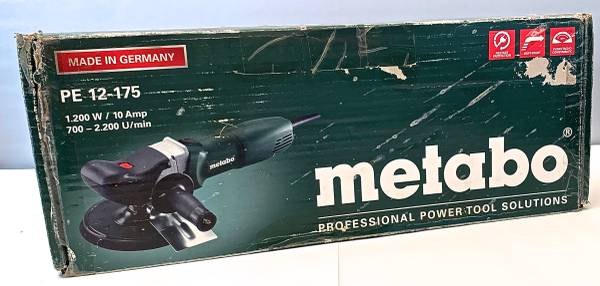 MADE IN GERMANY
PE 12-175
1.200 W / 10 Amp
700 – 2.200 U/min
metabo
metabo®
PROFESSIONAL POWER TOOL SOLUTIONS